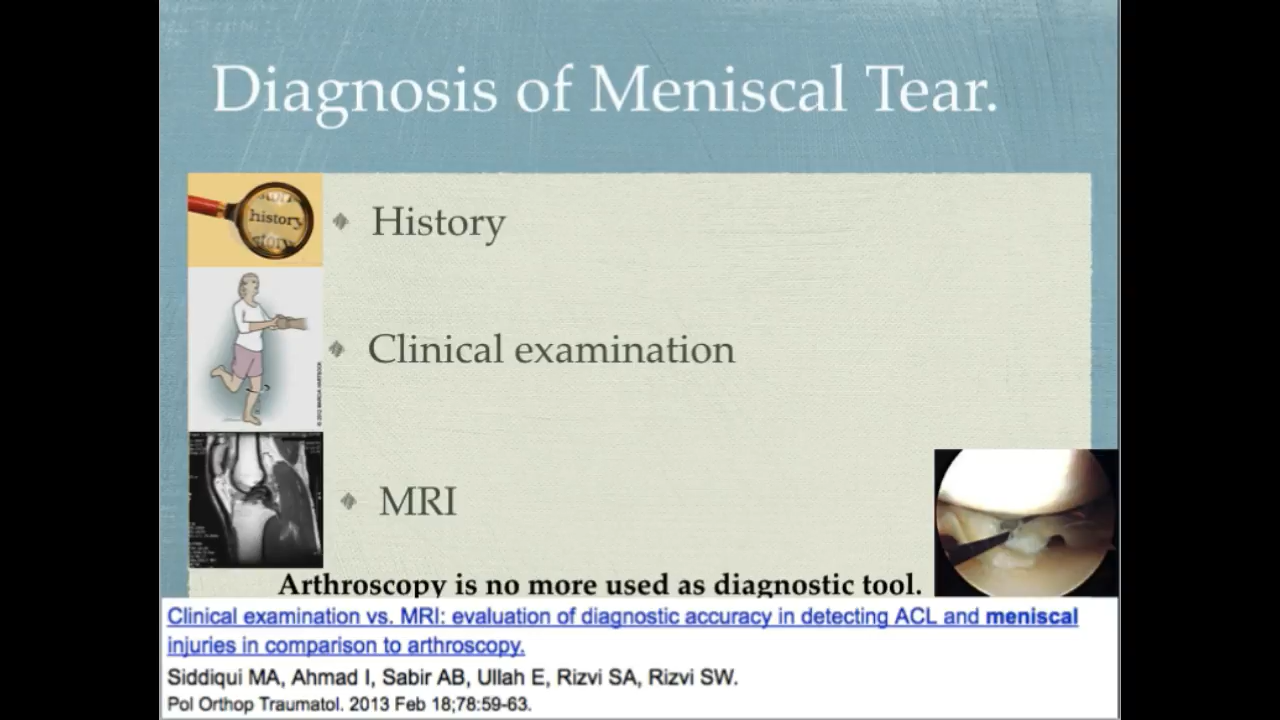 Diagnosis of Meniscal Tear.
history
History
Clinical examination
MRI
Arthroscopy is no more used as diagnostic tool.
Clinical examination vs. MRI: evaluation of diagnostic accuracy in detecting ACL and meniscal
injuries in comparison to arthroscopy.
Siddiqui MA, Ahmad I, Sabir AB, Ullah E, Rizvi SA, Rizvi SW.
Pol Orthop Traumatol. 2013 Feb 18;78:59-63.